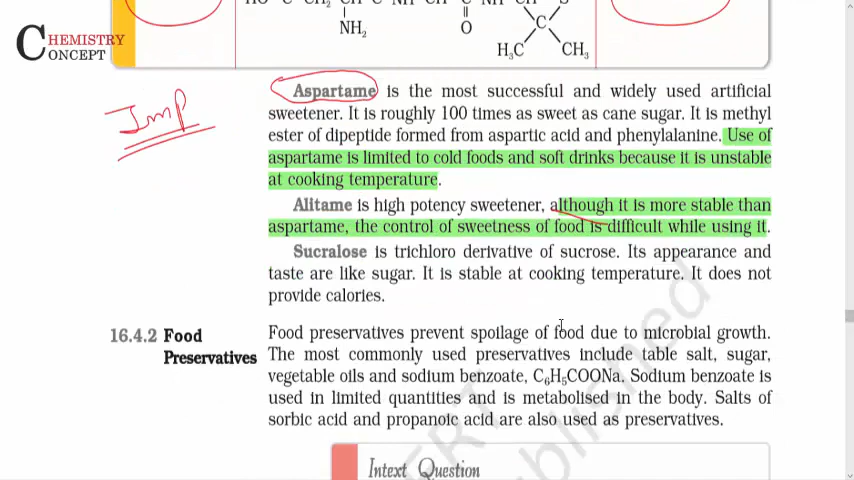 NH2
O
C
H3C
CH3
CHEMISTRY
CONCEPT
Imp
Aspartame is the most successful and widely used artificial
sweetener. It is roughly 100 times as sweet as cane sugar. It is methyl
ester of dipeptide formed from aspartic acid and phenylalanine. Use of
aspartame is limited to cold foods and soft drinks because it is unstable
at cooking temperature.
Alitame is high potency sweetener, although it is more stable than
aspartame, the control of sweetness of food is difficult while using it.
Sucralose is trichloro derivative of sucrose. Its appearance and
taste are like sugar. It is stable at cooking temperature. It does not
provide calories.
16.4.2 Food
Preservatives
Food preservatives prevent spoilage of food due to microbial growth.
The most commonly used preservatives include table salt, sugar,
vegetable oils and sodium benzoate, C6H5COONa. Sodium benzoate is
used in limited quantities and is metabolised in the body. Salts of
sorbic acid and propanoic acid are also used as preservatives.
Intext Question